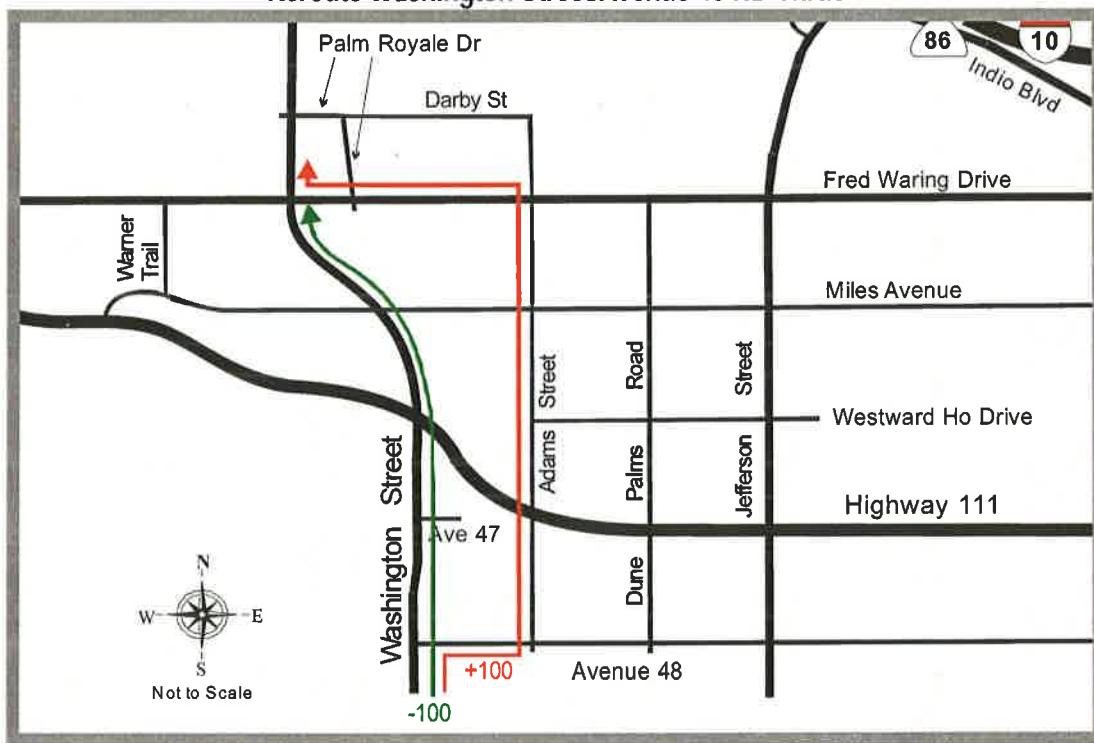 Palm Royale Dr
Darby St
86
10
Indio Blvd
Fred Waring Drive
Warner
Trail
Miles Avenue
Adams Street
Palms Road
Jefferson Street
Westward Ho Drive
Highway 111
Washington Street
Ave 47
Dune
N
W
E
S
Not to Scale
+100
Avenue 48
-100